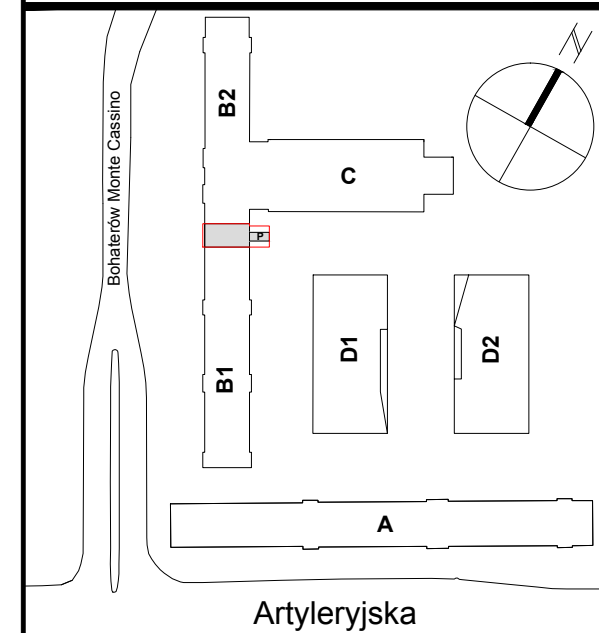 N
B2
Bohaterów Monte Cassino
C
P
D1
D2
B1
A
Artyleryjska